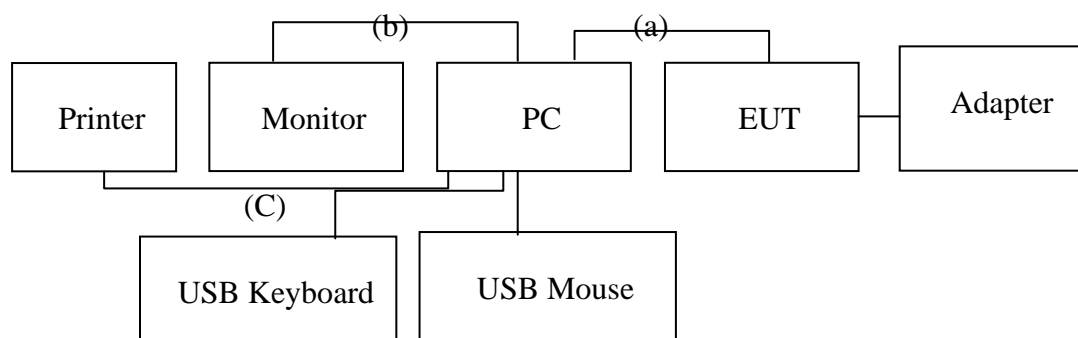 (b)
(a)
Printer
Monitor
PC
EUT
Adapter
(C)
USB Keyboard
USB Mouse